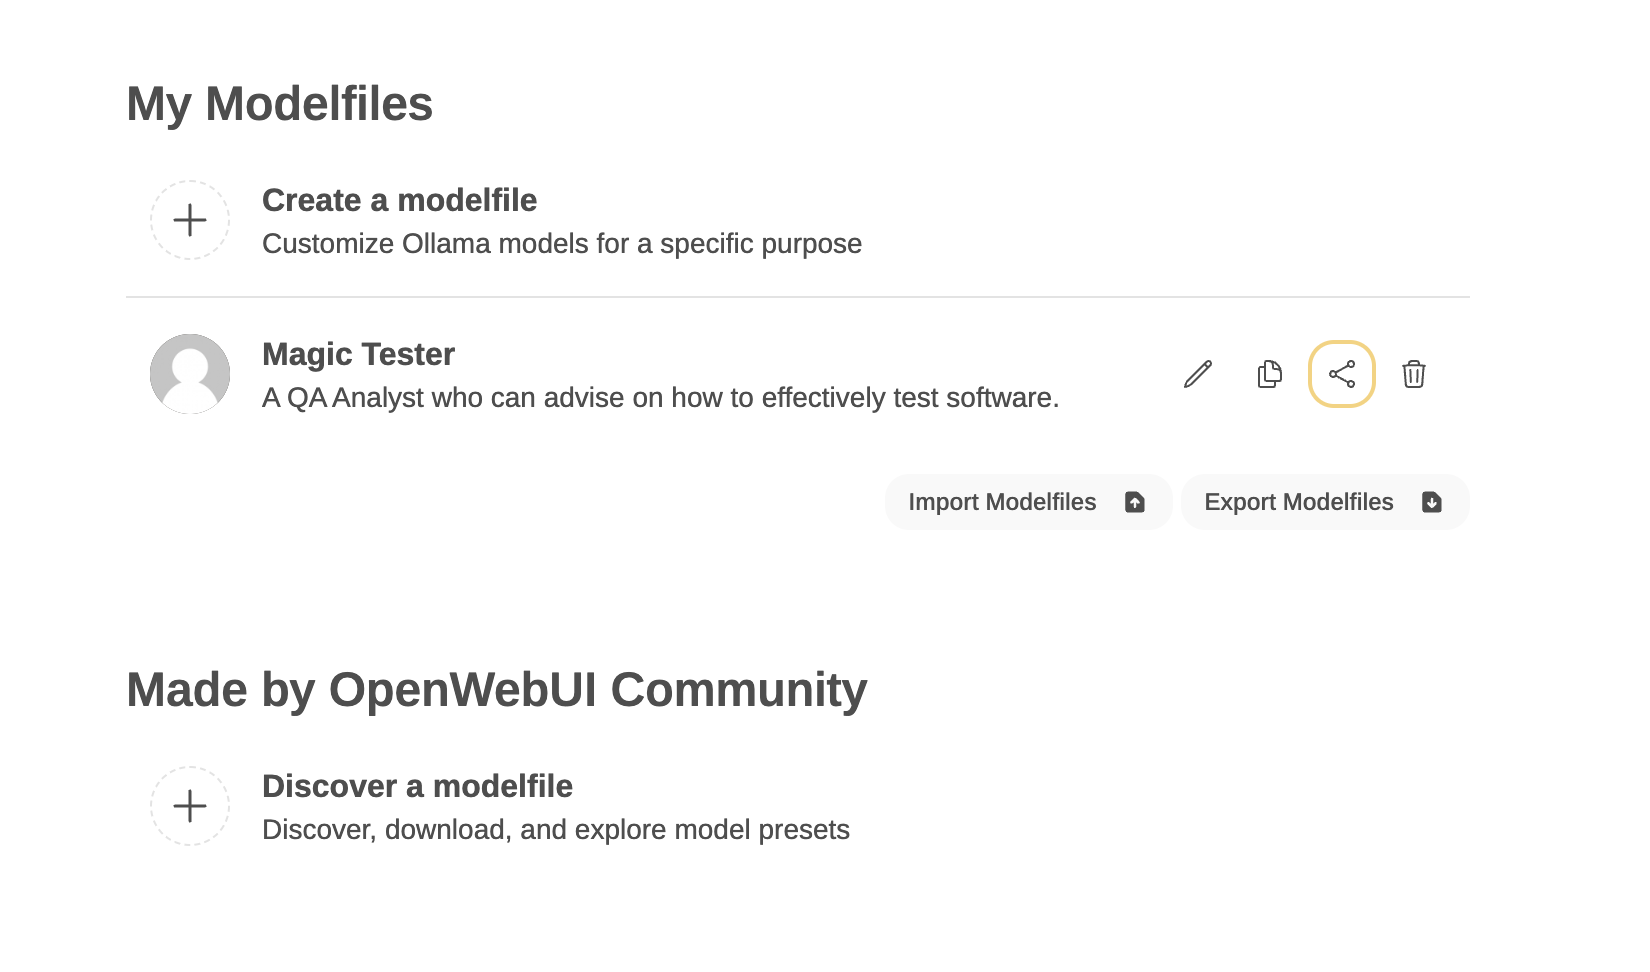 My Modelfiles
Create a modelfile
Customize Ollama models for a specific purpose
Magic Tester
A QA Analyst who can advise on how to effectively test software.
Import Modelfiles
Export Modelfiles
Made by OpenWebUI Community
Discover a modelfile
Discover, download, and explore model presets